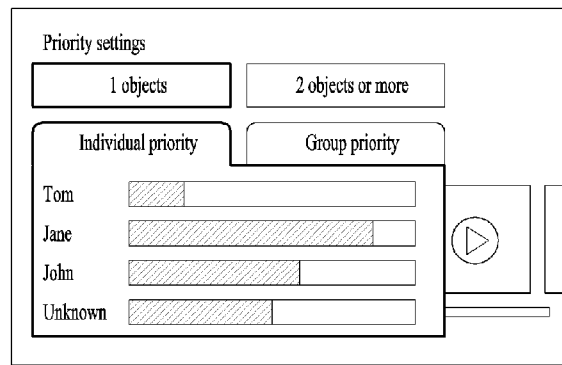 Priority settings
1 objects
2 objects or more
Individual priority
Group priority
Tom
Jane
John
Unknown